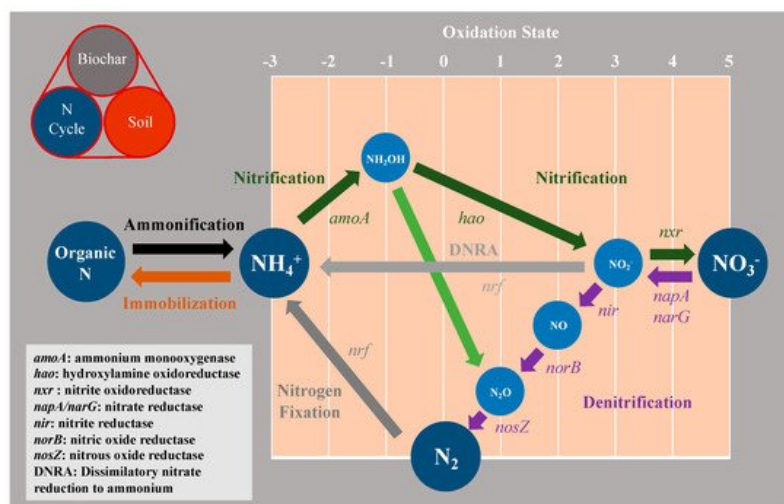 Oxidation State
-3 -2 -1 0 1 2 3 4 5
Biochar
N
Cycle
Soil
NH₂OH
Nitrification
Nitrification
amoA
hao
nxr
Ammonification
Organic
N
NH₄⁺
DNRA
NO₂⁻
NO₃⁻
Immobilization
nrf
napA
narG
nir
NO
nrf
norB
Nitrogen
Fixation
N₂O
Denitrification
nosZ
N₂
amoA: ammonium monooxygenase
hao: hydroxylamine oxidoreductase
nxr : nitrite oxidoreductase
napA/narG: nitrate reductase
nir: nitrite reductase
norB: nitric oxide reductase
nosZ: nitrous oxide reductase
DNRA: Dissimilatory nitrate
reduction to ammonium